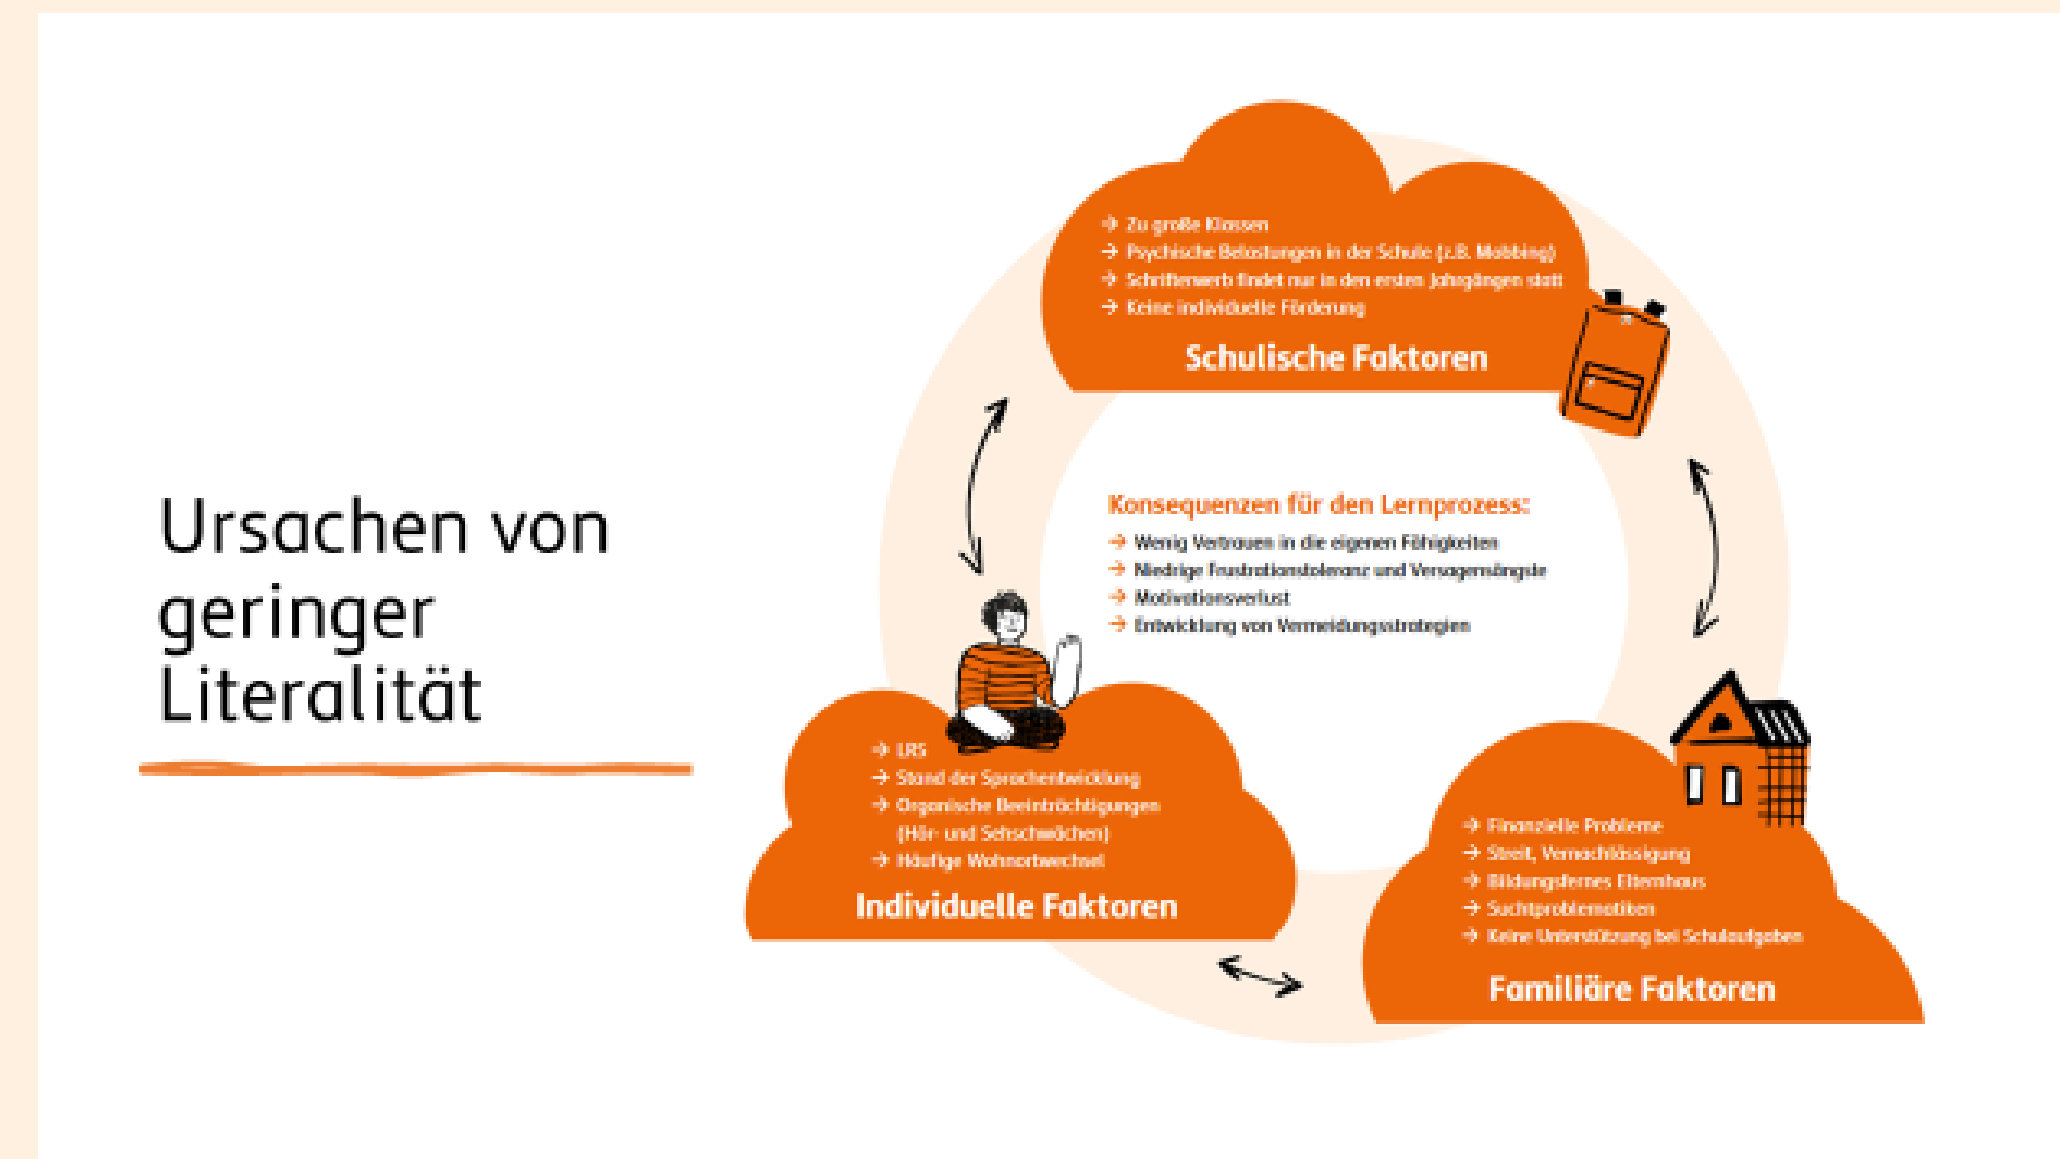 Ursachen von
geringer
Literalität
→ Zu große Klassen
→ Psychische Belastungen in der Schule (z.B. Mobbing)
→ Schrifterwerb findet nur in den ersten Jahrgängen statt
→ Keine individuelle Förderung
Schulische Faktoren
Konsequenzen für den Lernprozess:
→ Wenig Vertrauen in die eigenen Fähigkeiten
→ Niedrige Frustrationstoleranz und Versagensängste
→ Motivationsverlust
→ Entwicklung von Vermeidungsstrategien
→ LRS
→ Stand der Sprachentwicklung
→ Organische Beeinträchtigungen
(Hör- und Sehschwächen)
→ Häufige Wohnortwechsel
Individuelle Faktoren
→ Finanzielle Probleme
→ Streit, Vernachlässigung
→ Bildungsfernes Elternhaus
→ Suchtproblematiken
→ Keine Unterstützung bei Schulaufgaben
Familiäre Faktoren